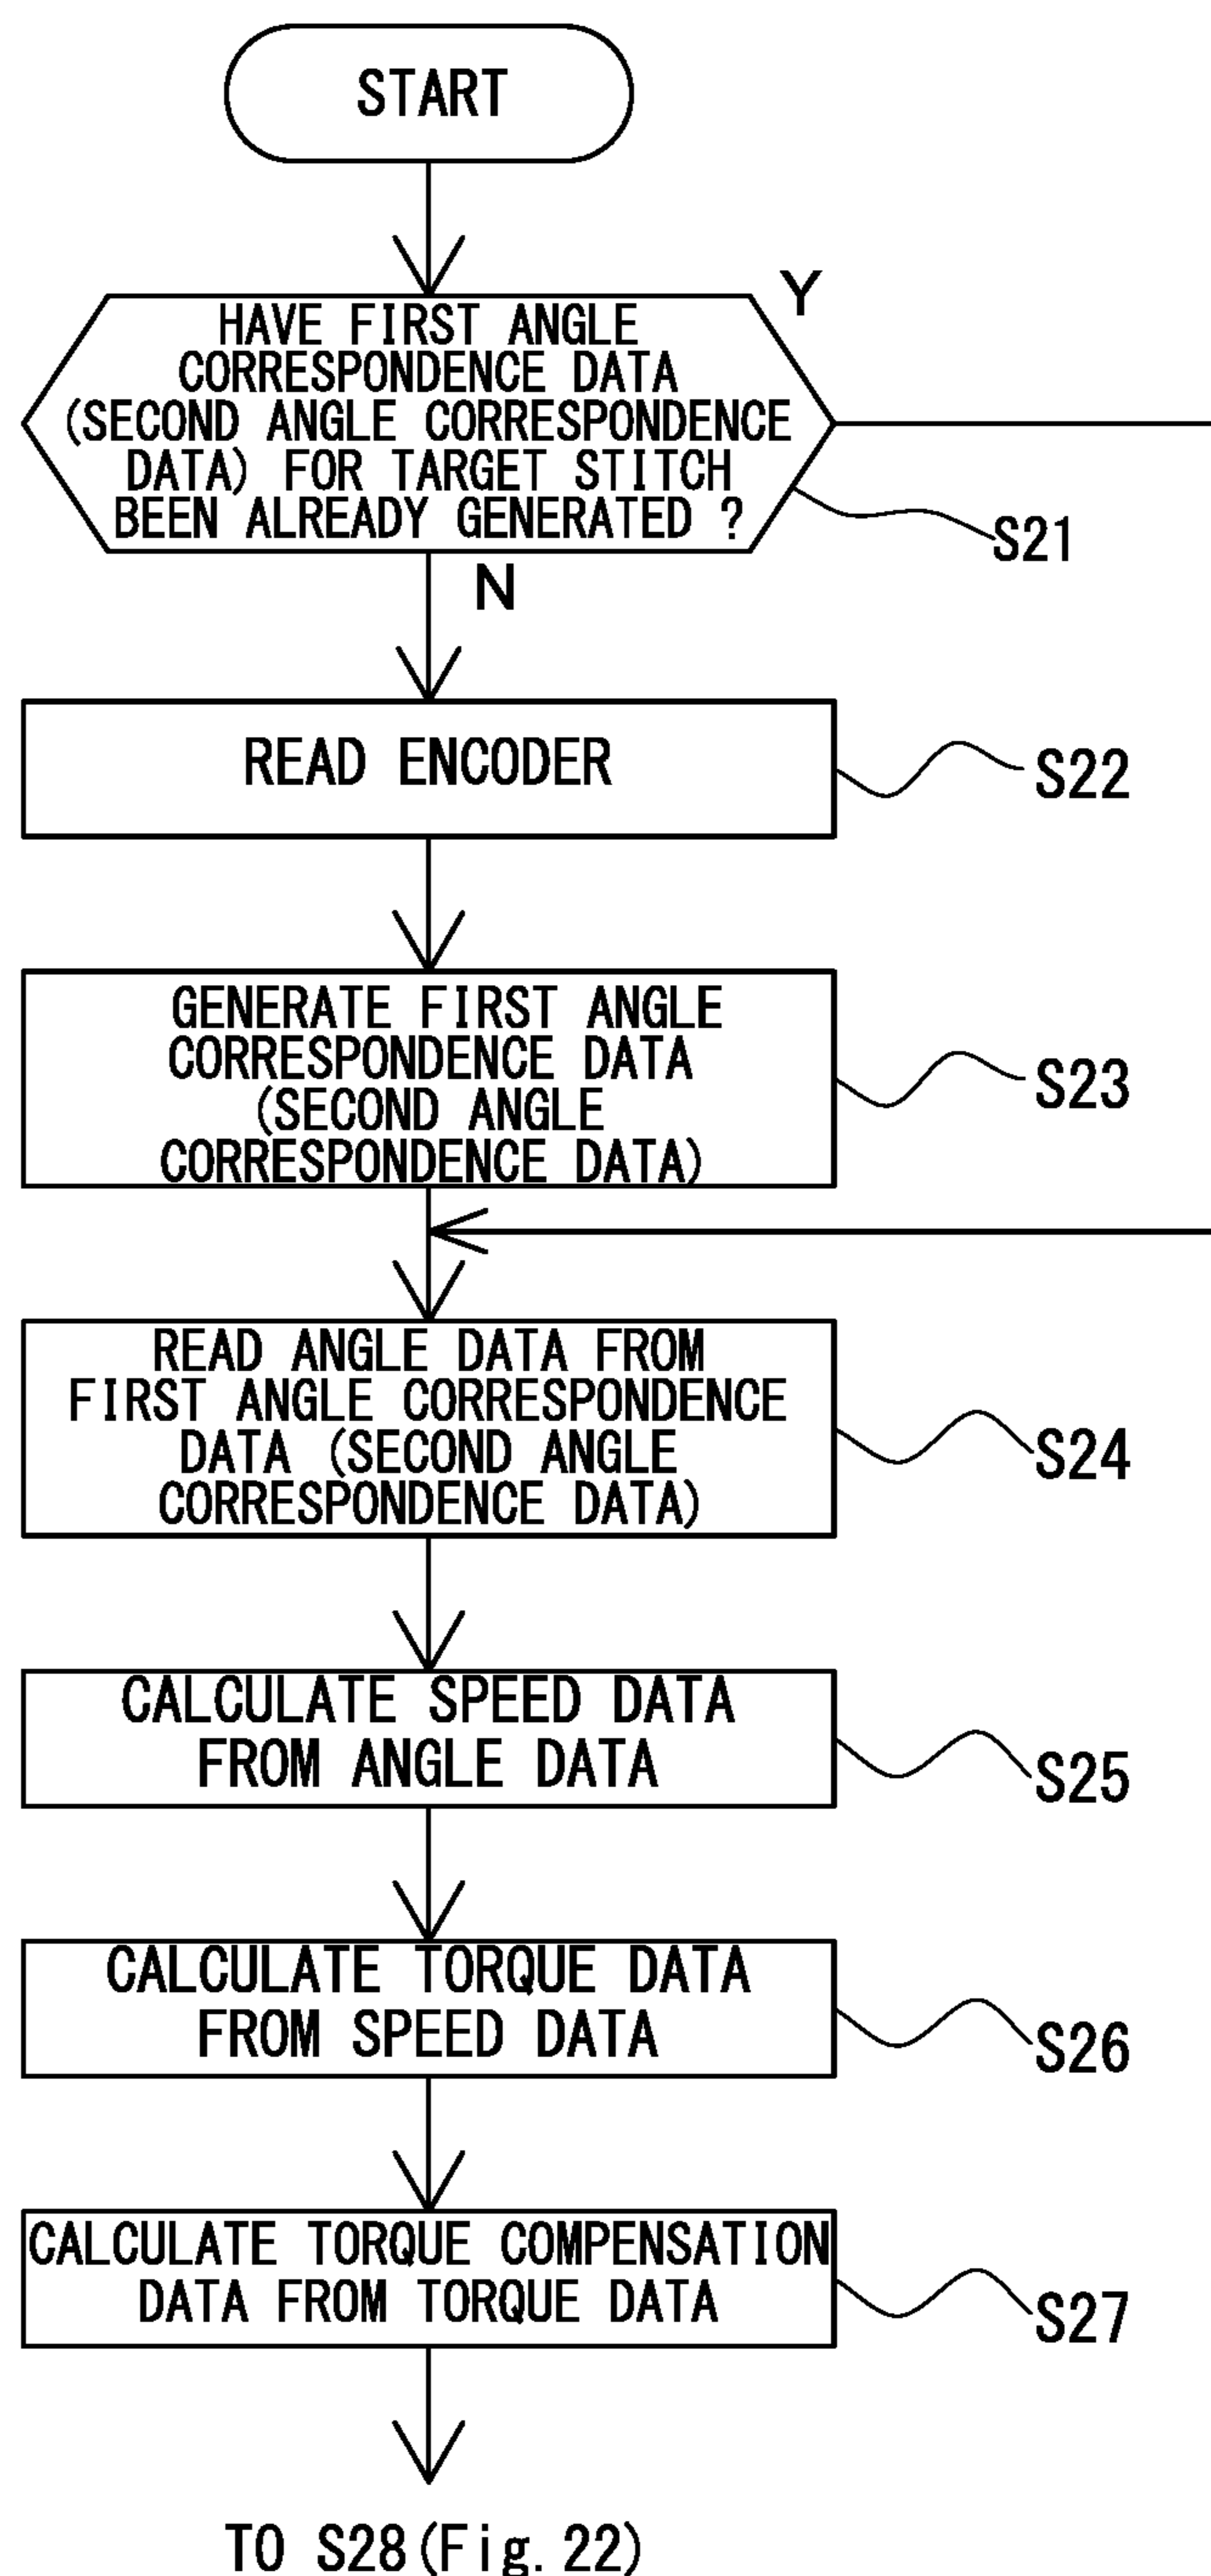 START
Y
HAVE FIRST ANGLE
CORRESPONDENCE DATA
(SECOND ANGLE CORRESPONDENCE
DATA) FOR TARGET STITCH
BEEN ALREADY GENERATED ?
S21
N
READ ENCODER
S22
GENERATE FIRST ANGLE
CORRESPONDENCE DATA
(SECOND ANGLE
CORRESPONDENCE DATA)
S23
READ ANGLE DATA FROM
FIRST ANGLE CORRESPONDENCE
DATA (SECOND ANGLE
CORRESPONDENCE DATA)
S24
CALCULATE SPEED DATA
FROM ANGLE DATA
S25
CALCULATE TORQUE DATA
FROM SPEED DATA
S26
CALCULATE TORQUE COMPENSATION
DATA FROM TORQUE DATA
S27
TO S28(Fig. 22)